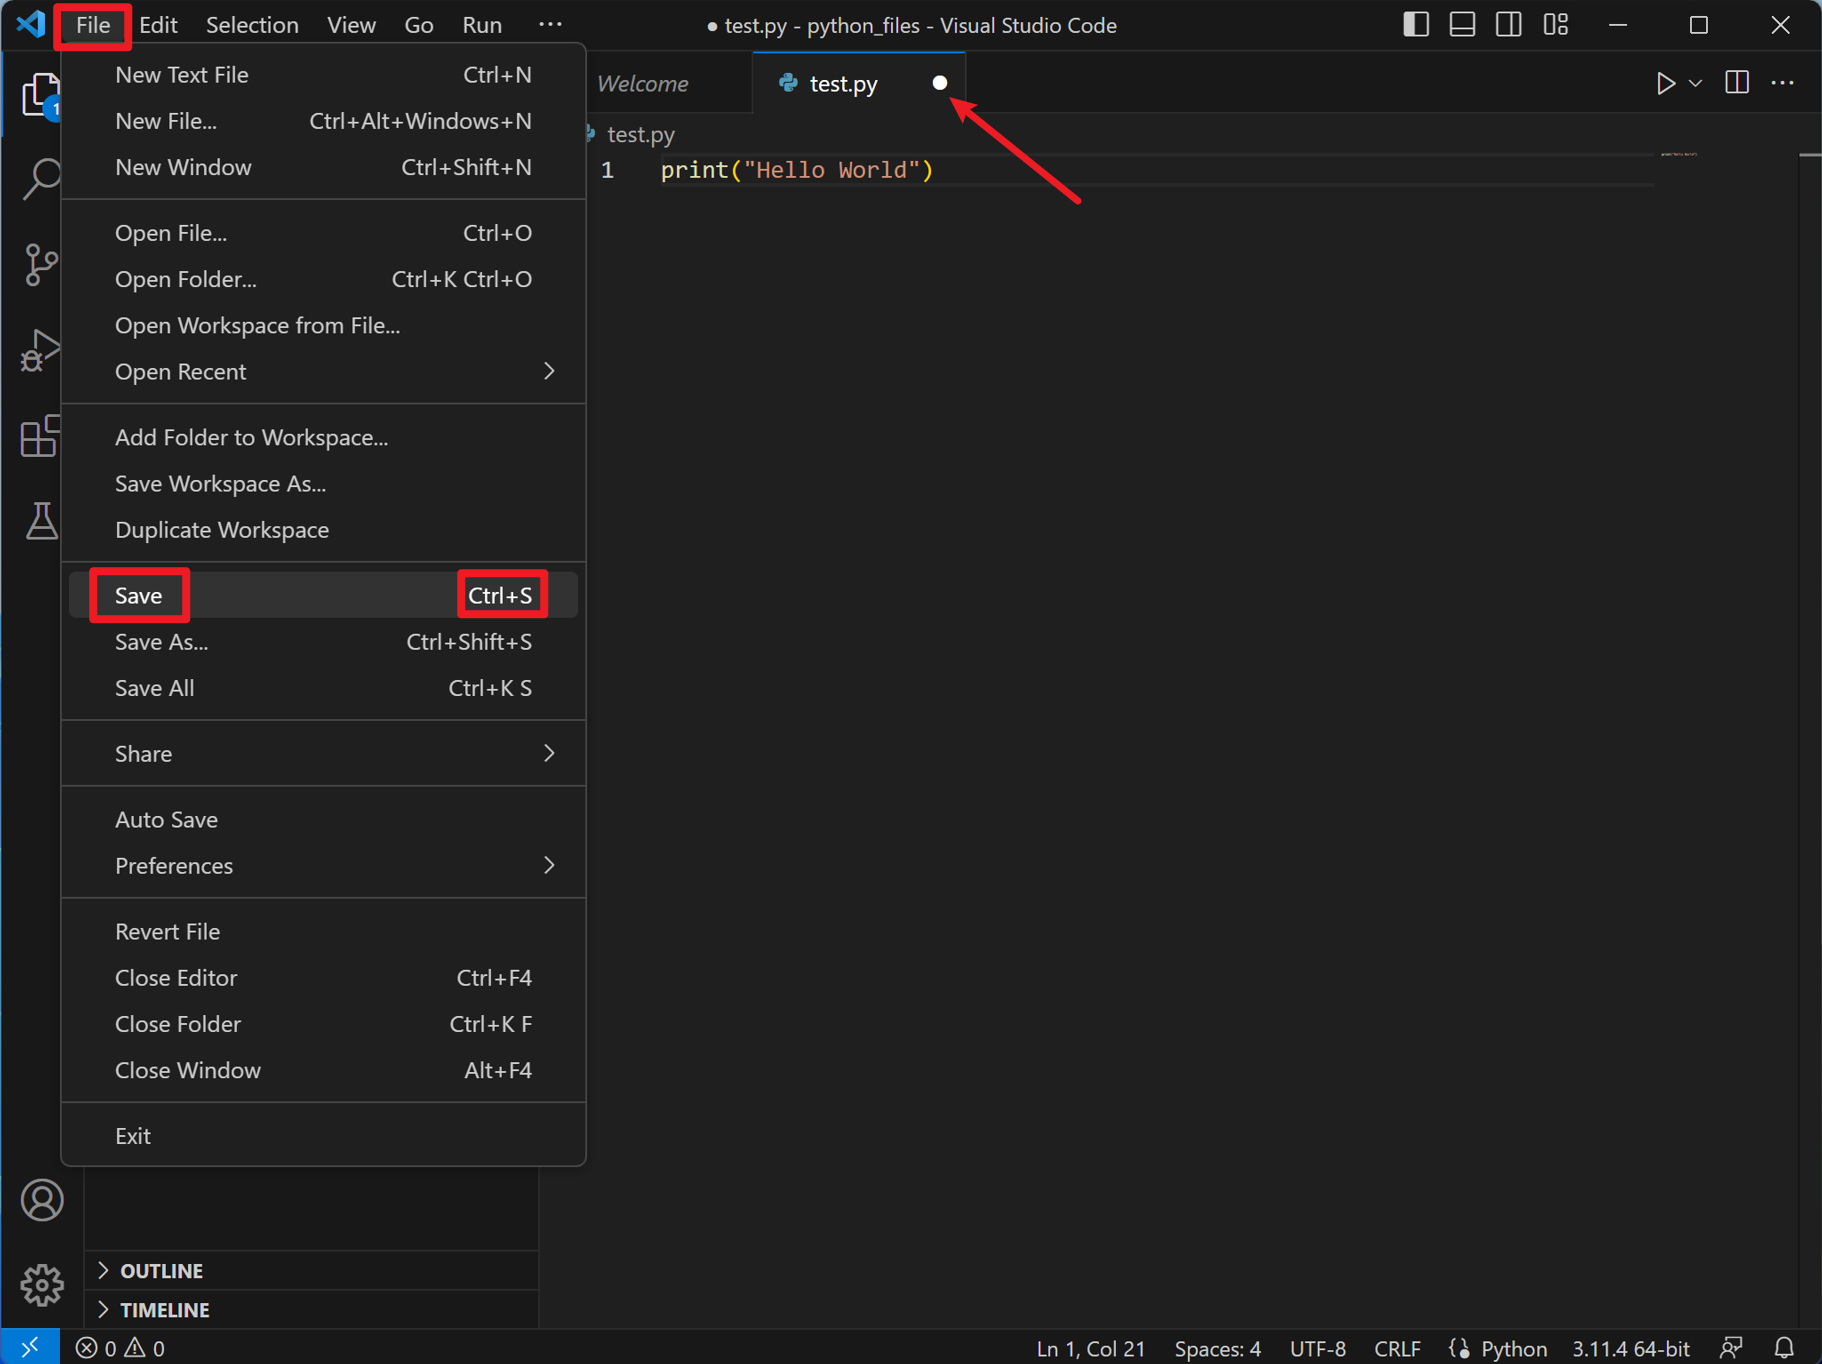 File Edit Selection View Go Run ··· ● test.py - python_files - Visual Studio Code
New Text File Ctrl+N
New File... Ctrl+Alt+Windows+N
New Window Ctrl+Shift+N
Open File... Ctrl+O
Open Folder... Ctrl+K Ctrl+O
Open Workspace from File...
Open Recent
Add Folder to Workspace...
Save Workspace As...
Duplicate Workspace
Save Ctrl+S
Save As... Ctrl+Shift+S
Save All Ctrl+K S
Share
Auto Save
Preferences
Revert File
Close Editor Ctrl+F4
Close Folder Ctrl+K F
Close Window Alt+F4
Exit
1
Welcome test.py
test.py
1 print("Hello World")
OUTLINE
TIMELINE
0 0 Ln 1, Col 21 Spaces: 4 UTF-8 CRLF Python 3.11.4 64-bit